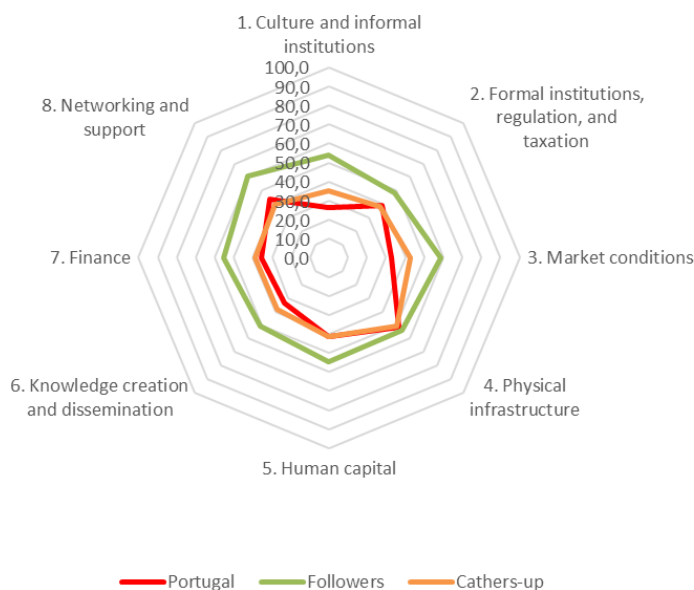 1. Culture and informal
institutions
100,0
90,0
80,0
70,0
60,0
50,0
40,0
30,0
20,0
10,0
0,0
2. Formal institutions,
regulation, and
taxation
3. Market conditions
4. Physical
infrastructure
5. Human capital
6. Knowledge creation
and dissemination
7. Finance
8. Networking and
support
Portugal
Followers
Cathers-up